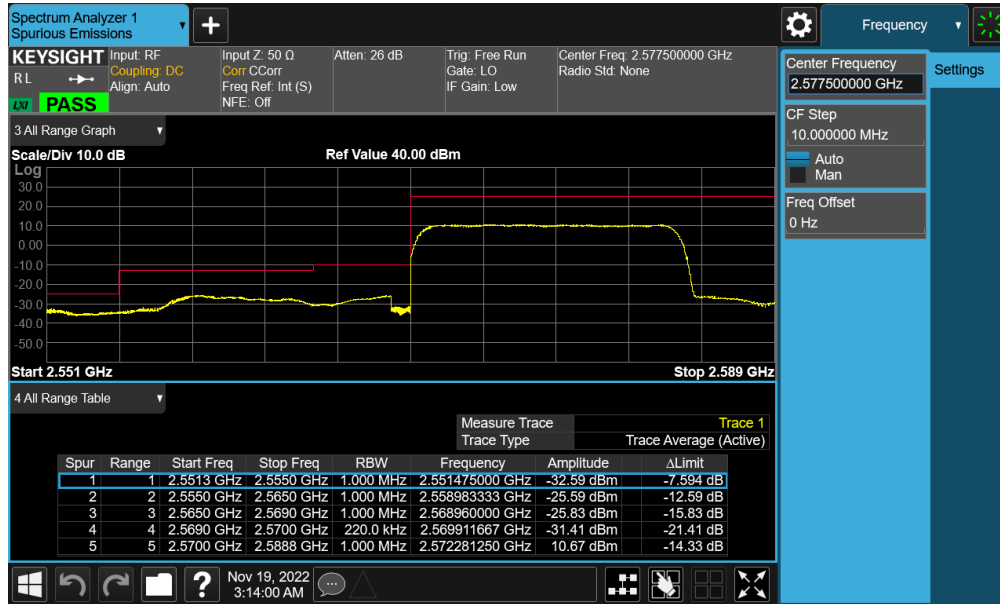 Spectrum Analyzer 1
Spurious Emissions
+
Frequency
KEYSIGHT
RL
LXI PASS
Input: RF
Coupling: DC
Align: Auto
Input Z: 50 Ω
Corr CCorr
Freq Ref: Int (S)
NFE: Off
Atten: 26 dB
Trig: Free Run
Gate: LO
IF Gain: Low
Center Freq: 2.577500000 GHz
Radio Std: None
Center Frequency
2.577500000 GHz
Settings
CF Step
10.000000 MHz
Auto
Man
Freq Offset
0 Hz
3 All Range Graph
Scale/Div 10.0 dB Ref Value 40.00 dBm
Log
30.0
20.0
10.0
0.00
-10.0
-20.0
-30.0
-40.0
-50.0
Start 2.551 GHz Stop 2.589 GHz
4 All Range Table
Measure Trace Trace 1
Trace Type Trace Average (Active)
Spur Range Start Freq Stop Freq RBW Frequency Amplitude ΔLimit
1 1 2.5513 GHz 2.5550 GHz 1.000 MHz 2.551475000 GHz -32.59 dBm -7.594 dB
2 2 2.5550 GHz 2.5650 GHz 1.000 MHz 2.558983333 GHz -25.59 dBm -12.59 dB
3 3 2.5650 GHz 2.5690 GHz 1.000 MHz 2.568960000 GHz -25.83 dBm -15.83 dB
4 4 2.5690 GHz 2.5700 GHz 220.0 kHz 2.569911667 GHz -31.41 dBm -21.41 dB
5 5 2.5700 GHz 2.5888 GHz 1.000 MHz 2.572281250 GHz 10.67 dBm -14.33 dB
?
Nov 19, 2022
3:14:00 AM